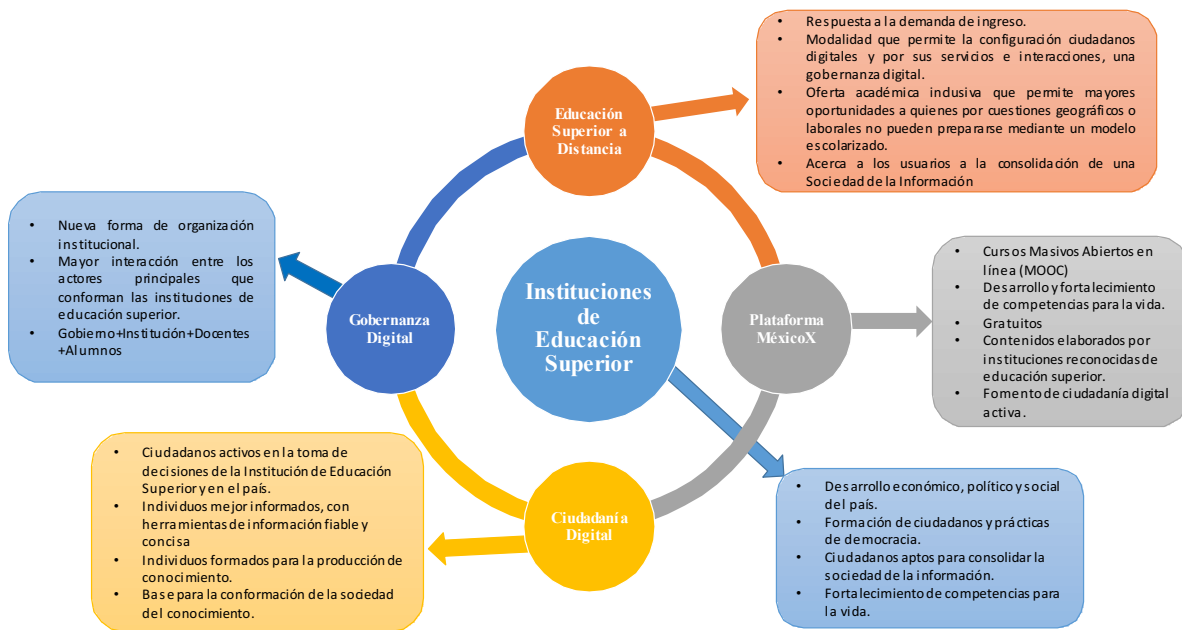 • Respuesta a la demanda de ingreso.
• Modalidad que permite la configuración ciudadanos
digitales y por sus servicios e interacciones, una
gobernanza digital.
• Oferta académica inclusiva que permite mayores
oportunidades a quienes por cuestiones geográficos o
laborales no pueden prepararse mediante un modelo
escolarizado.
• Acerca a los usuarios a la consolidación de una
Sociedad de la Información
Educación
Superior a
Distancia
• Nueva forma de organización
institucional.
• Mayor interacción entre los
actores principales que
conforman las instituciones de
educación superior.
• Gobierno+Institución+Docentes
+Alumnos
Gobernanza
Digital
Instituciones
de
Educación
Superior
Plataforma
MéxicoX
• Cursos Masivos Abiertos en
línea (MOOC)
• Desarrollo y fortalecimiento
de competencias para la vida.
• Gratuitos
• Contenidos elaborados por
instituciones reconocidas de
educación superior.
• Fomento de ciudadanía digital
activa.
• Ciudadanos activos en la toma de
decisiones de la Institución de Educación
Superior y en el país.
• Individuos mejor informados, con
herramientas de información fiable y
concisa
• Individuos formados para la producción de
conocimiento.
• Base para la conformación de la sociedad
del conocimiento.
Ciudadanía
Digital
• Desarrollo económico, político y social
del país.
• Formación de ciudadanos y prácticas
de democracia.
• Ciudadanos aptos para consolidar la
sociedad de la información.
• Fortalecimiento de competencias para
la vida.